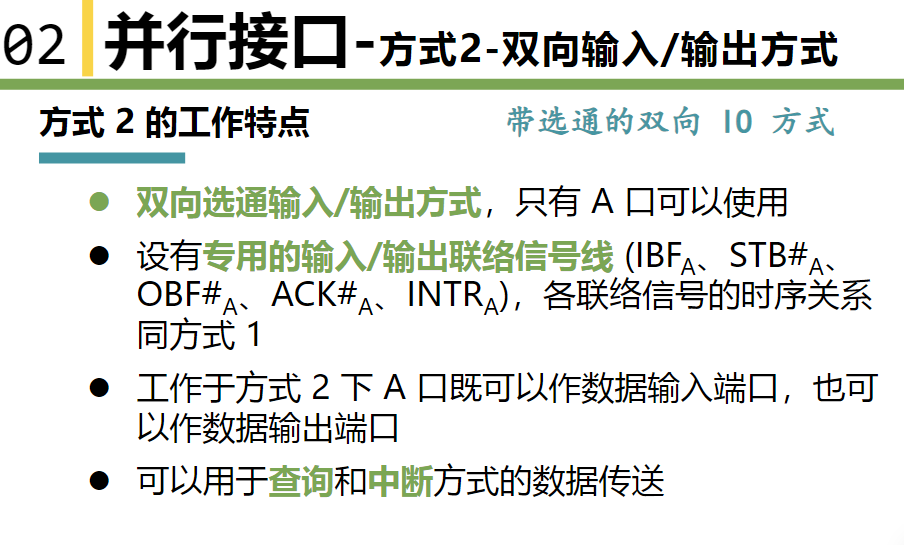 02 并行接口-方式2-双向输入/输出方式
方式 2 的工作特点
带选通的双向 IO 方式
● 双向选通输入/输出方式，只有 A 口可以使用
● 设有专用的输入/输出联络信号线 (IBFA、STB#A、
OBF#A、ACK#A、INTRA)，各联络信号的时序关系
同方式 1
● 工作于方式 2 下 A 口既可以作数据输入端口，也可
以作数据输出端口
● 可以用于查询和中断方式的数据传送